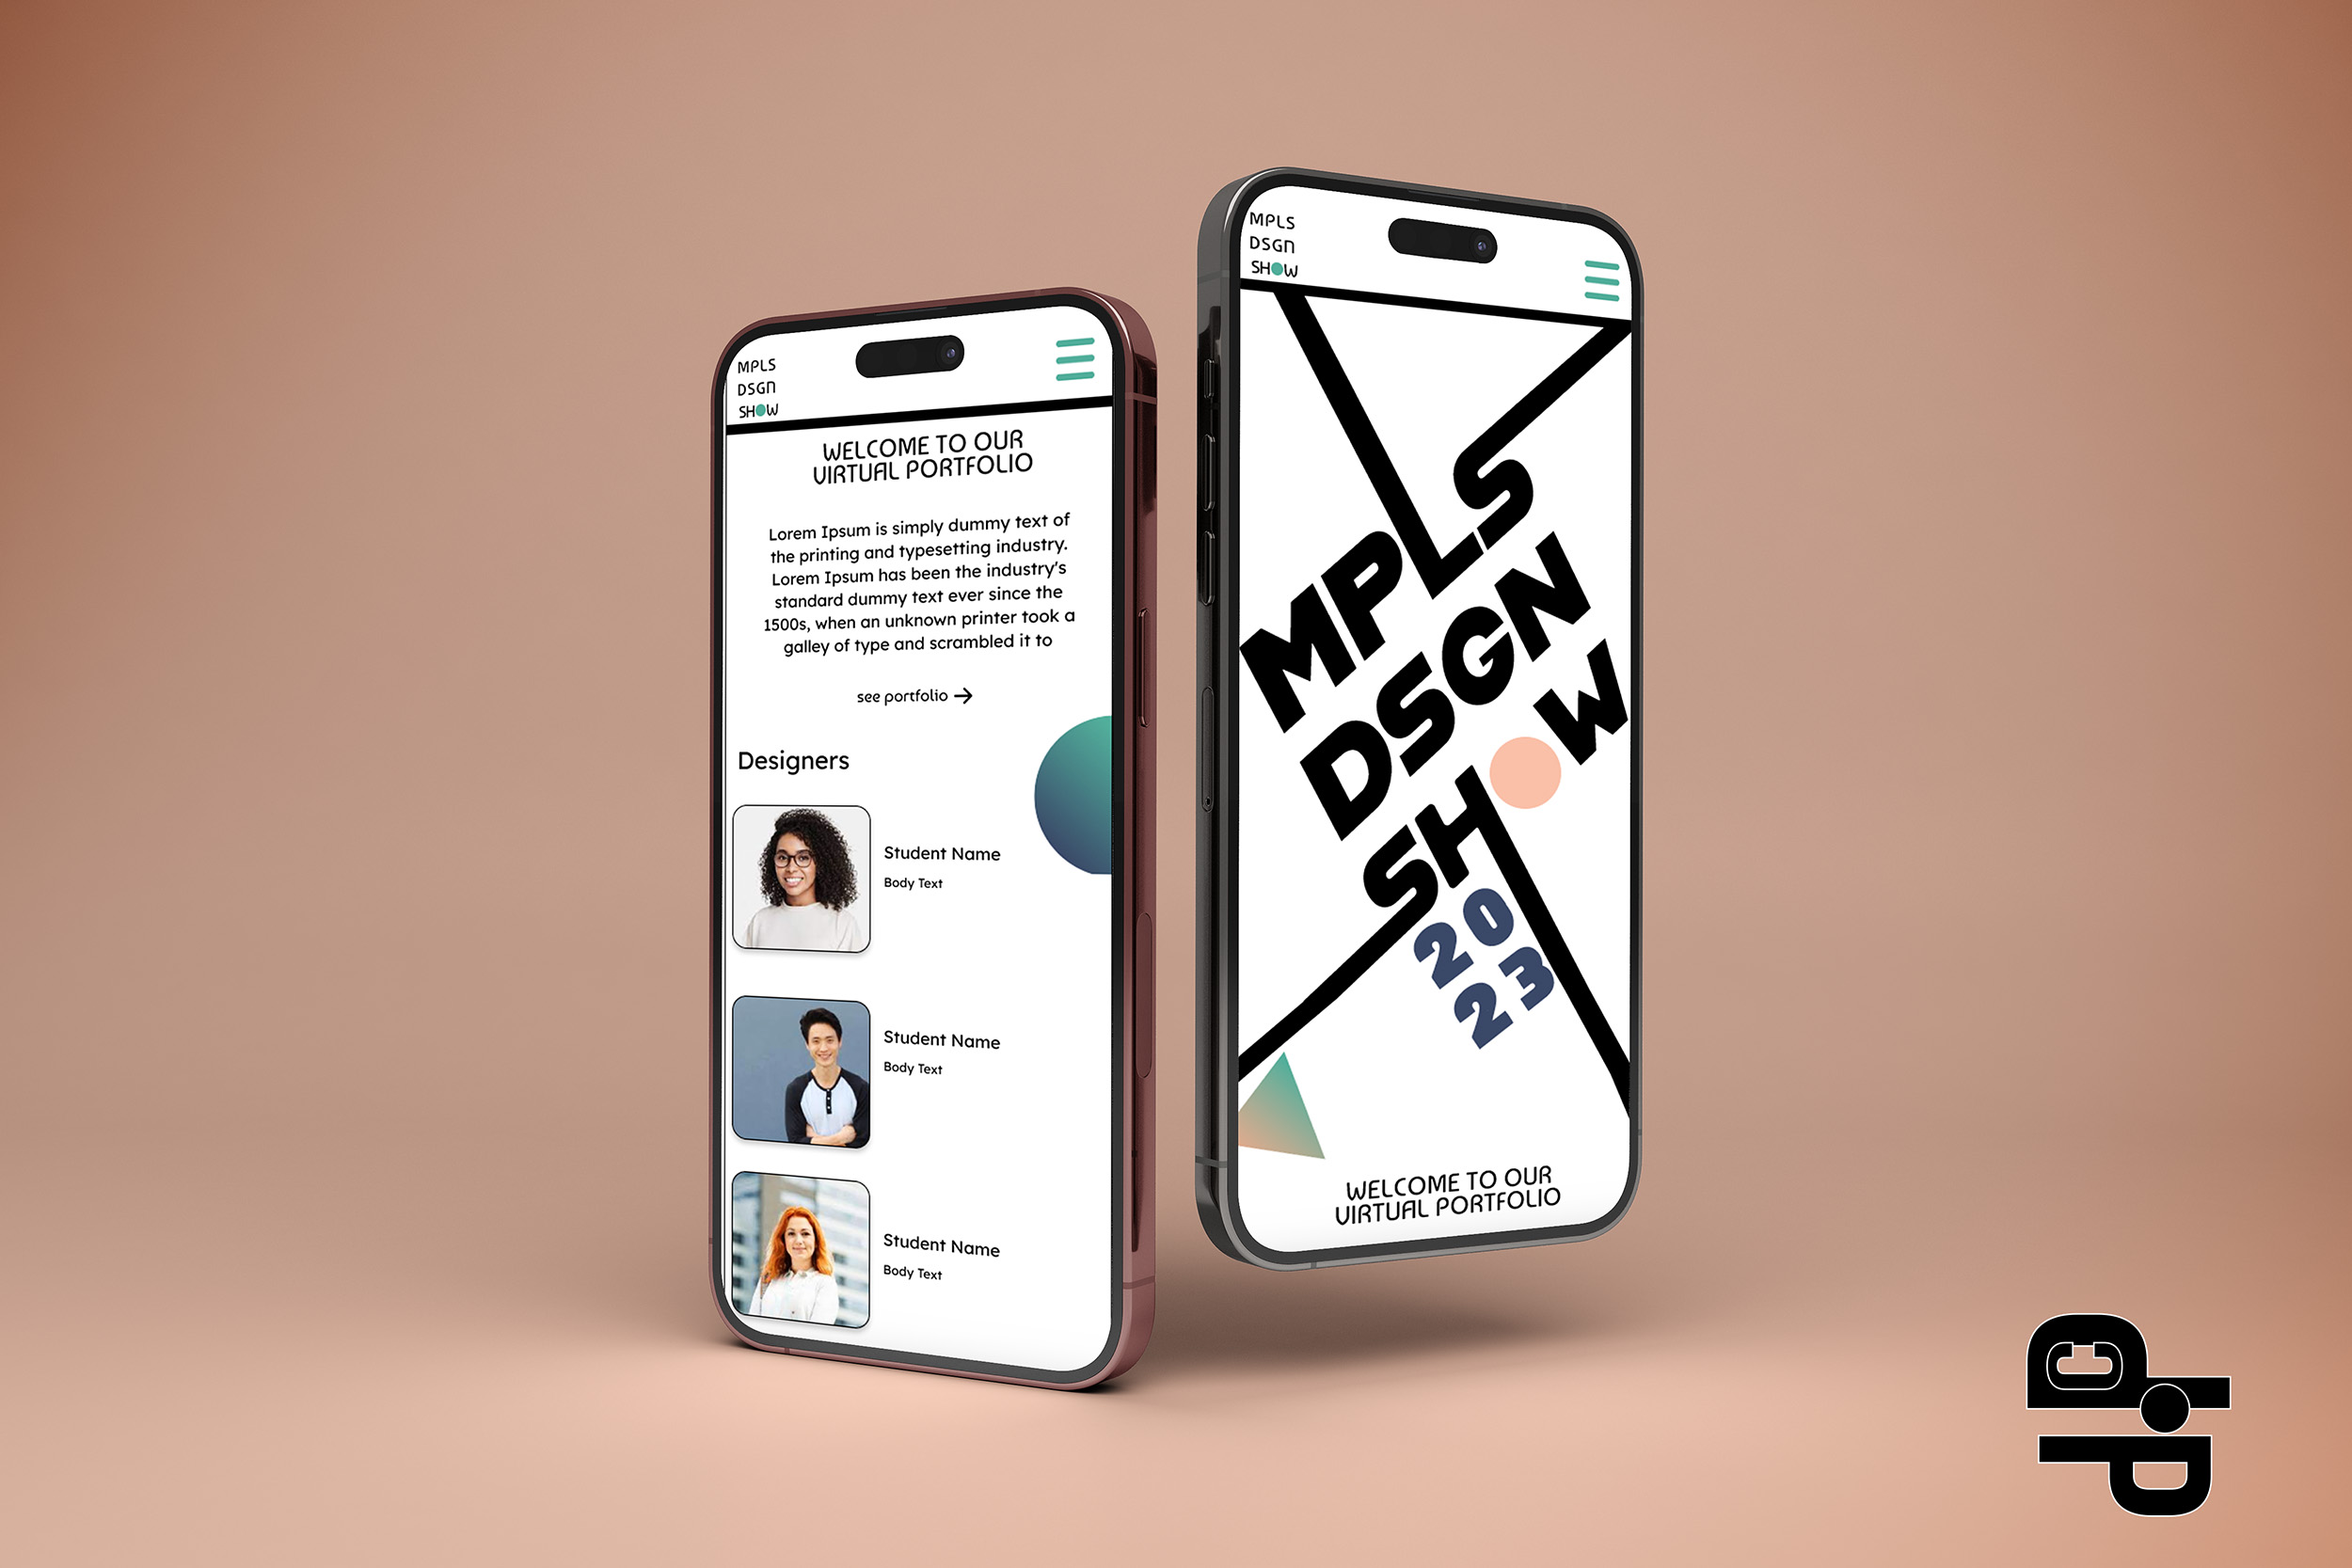 MPLS
DSGN
SHOW
WELCOME TO OUR
VIRTUAL PORTFOLIO
Lorem Ipsum is simply dummy text of
the printing and typesetting industry.
Lorem Ipsum has been the industry's
standard dummy text ever since the
1500s, when an unknown printer took a
galley of type and scrambled it to
see portfolio →
Designers
Student Name
Body Text
Student Name
Body Text
Student Name
Body Text
MPLS
DSGN
SHOW
MPLS
DSGN
SHOW
20
23
WELCOME TO OUR
VIRTUAL PORTFOLIO